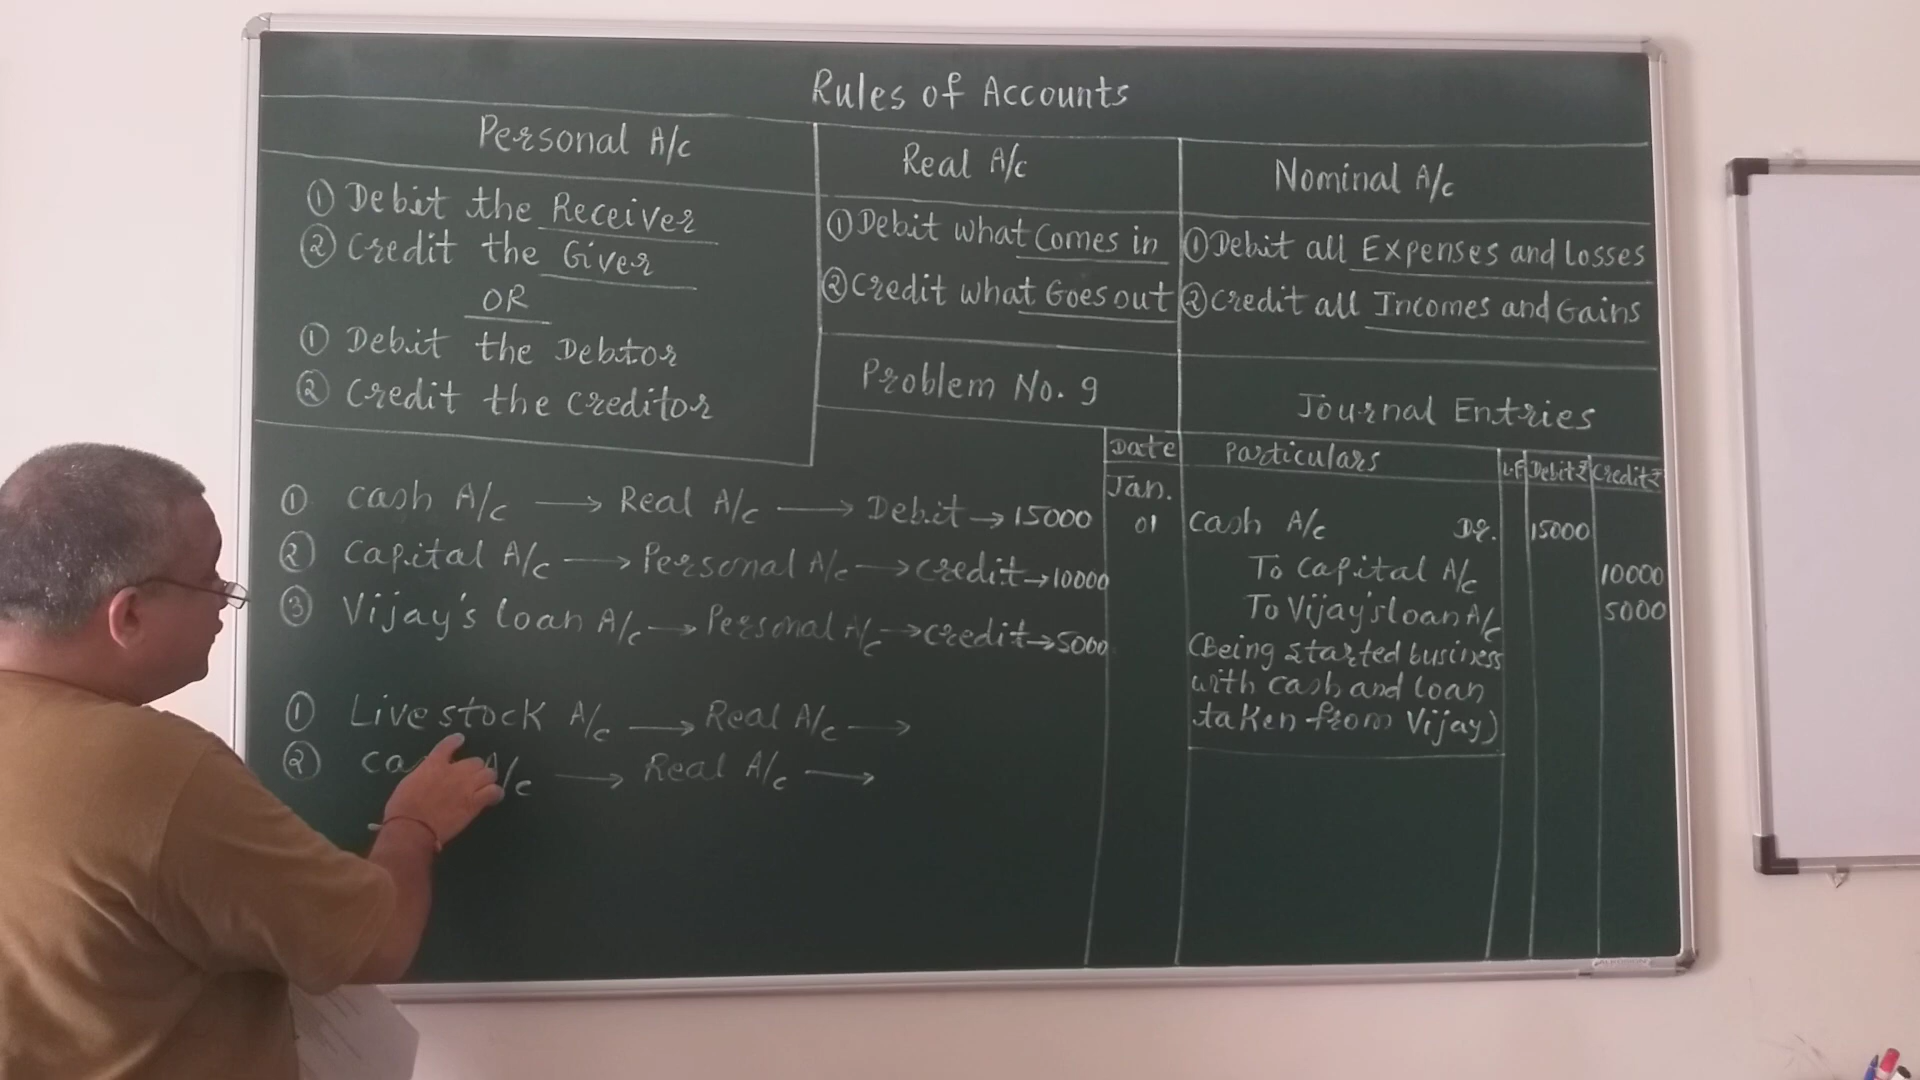 Rules of Accounts
Personal A/c
① Debit the Receiver
② Credit the Giver
OR
① Debit the Debtor
② Credit the Creditor
Real A/c
① Debit what Comes in
② Credit what Goes out
Nominal A/c
① Debit all Expenses and Losses
② Credit all Incomes and Gains
Problem No. 9
① Cash A/c → Real A/c → Debit → 15000
② Capital A/c → Personal A/c → Credit → 10000
③ Vijay's loan A/c → Personal A/c → Credit → 5000
① Live stock A/c → Real A/c →
② A/c → Real A/c →
Journal Entries
Date Particulars L.F Debit ₹ Credit ₹
Jan.
01 Cash A/c Dr. 15000
To Capital A/c 10000
To Vijay's loan A/c 5000
(Being started business
with cash and loan
taken from Vijay)